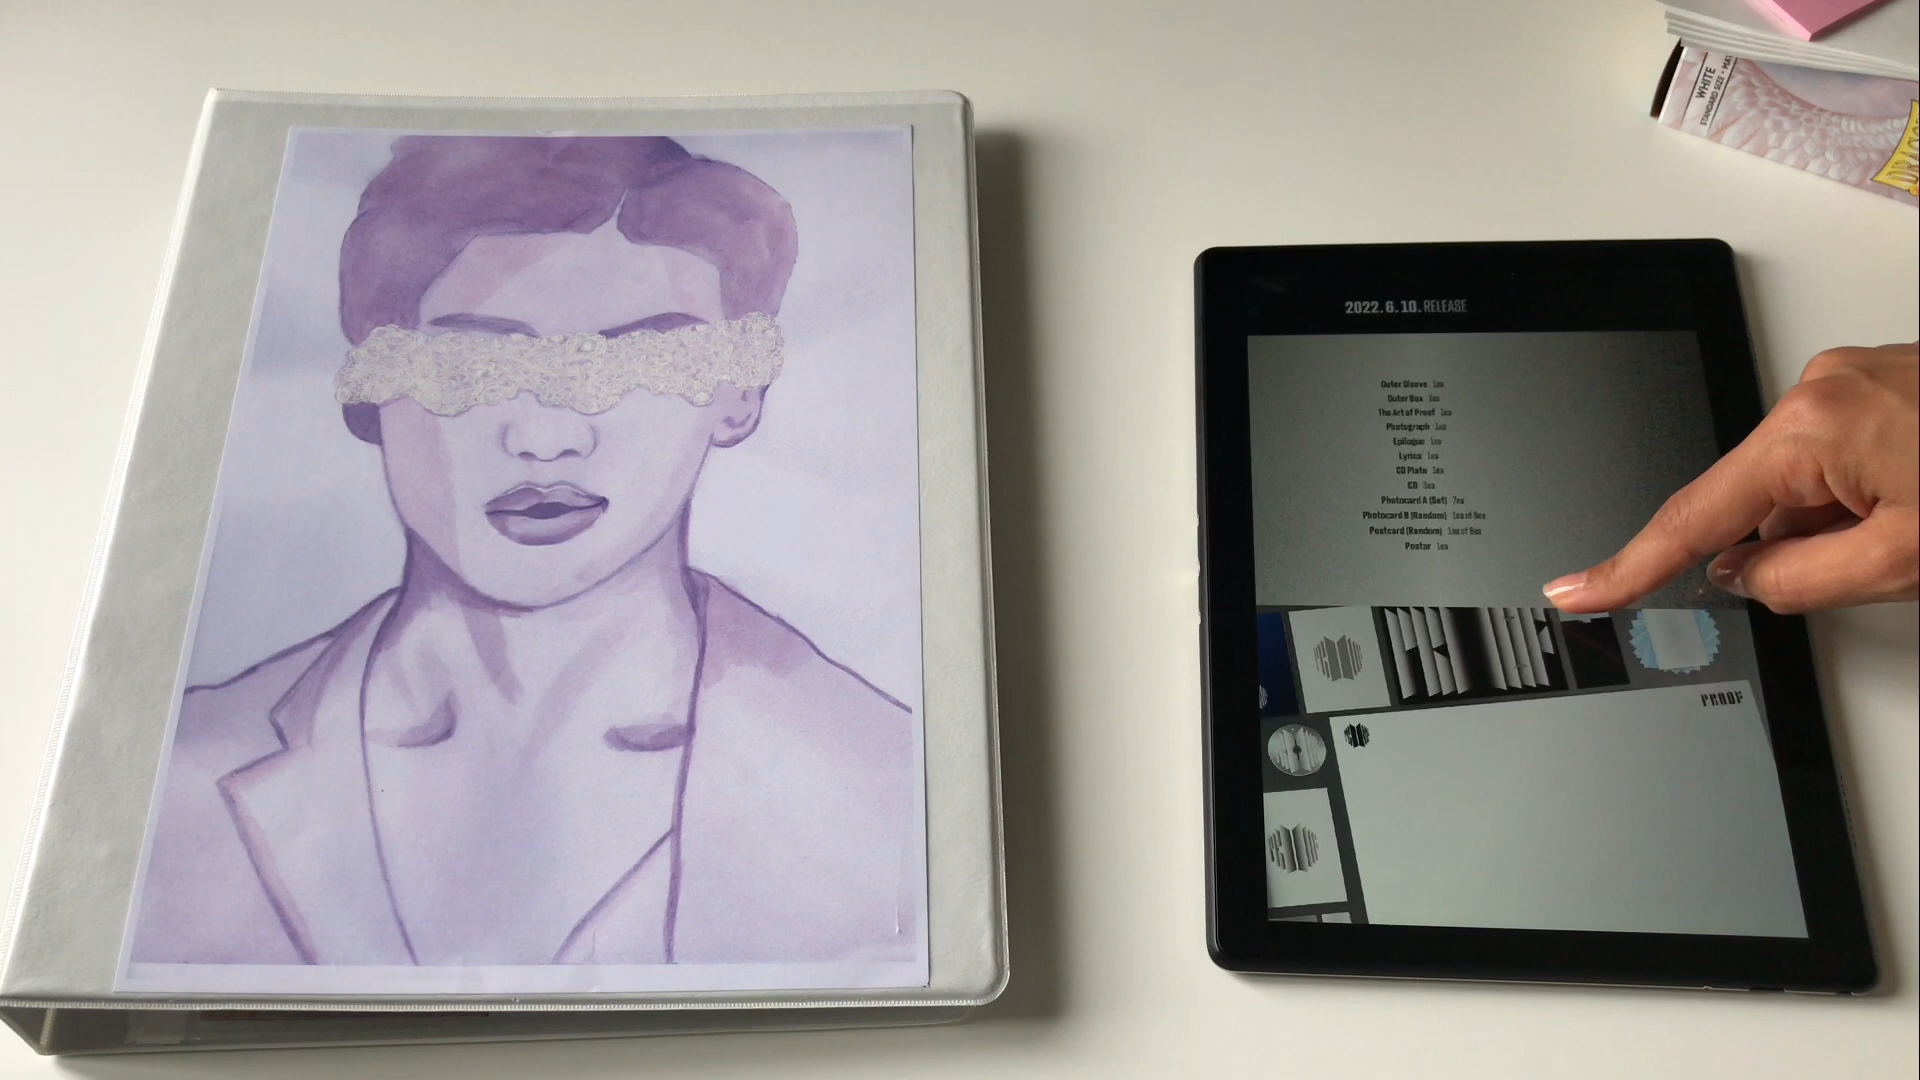 WHITE
STANDARD SIZE • MAT
DRAGO
2022.6.10. RELEASE
Outer Sleeve 1ea
Outer Box 1ea
The Art of Proof 1ea
Photograph 1ea
Epilogue 1ea
Lyrics 1ea
CD Plate 1ea
CD 3ea
Photocard A (Set) 7ea
Photocard B (Random) 1ea of 8ea
Postcard (Random) 1ea of 8ea
Poster 1ea
PROOF